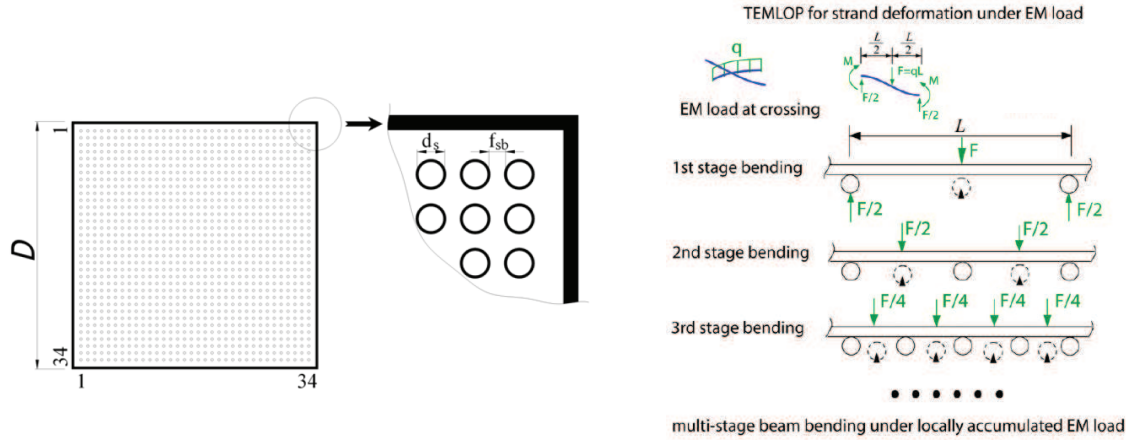 D
1
34
1
34
d_s
f_sb
TEMLOP for strand deformation under EM load
q
L/2
L/2
M
F=qL
M
F/2
F/2
EM load at crossing
L
F
1st stage bending
F/2
F/2
F/2
F/2
2nd stage bending
F/4
F/4
F/4
F/4
3rd stage bending
multi-stage beam bending under locally accumulated EM load